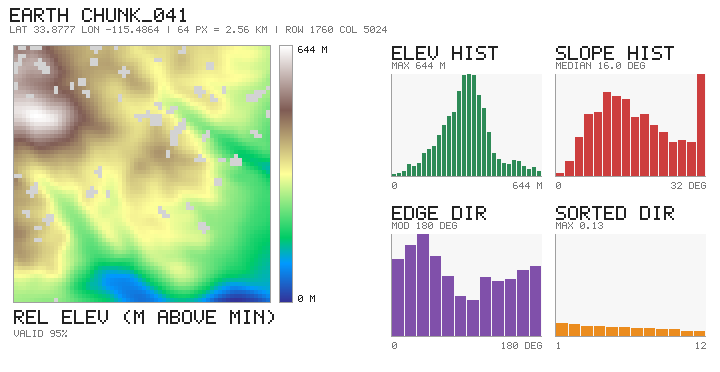 EARTH CHUNK_041
LAT 33.8777 LON -115.4864 | 64 PX = 2.56 KM | ROW 1760 COL 5024
644 M
0 M
REL ELEV (M ABOVE MIN)
VALID 95%
ELEV HIST
MAX 644 M
0 644 M
SLOPE HIST
MEDIAN 16.0 DEG
0 32 DEG
EDGE DIR
MOD 180 DEG
0 180 DEG
SORTED DIR
MAX 0.13
1 12